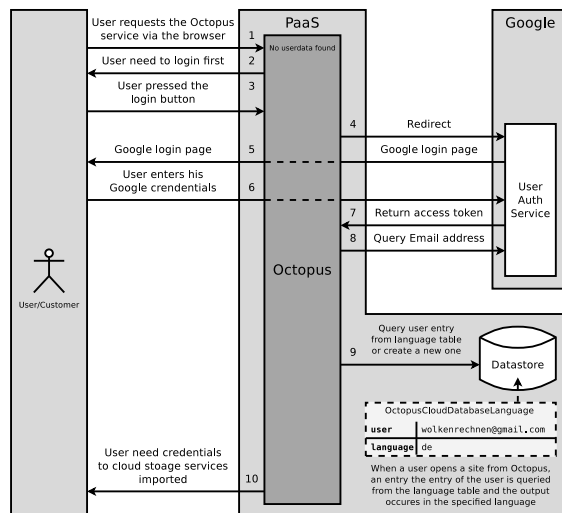 PaaS
Google
User requests the Octopus
service via the browser
1
No userdata found
User need to login first
2
User pressed the
login button
3
4
Redirect
Google login page
5
Google login page
User enters his
Google crendentials
6
User
Auth
Service
7
Return access token
8
Query Email address
Octopus
User/Customer
Query user entry
from language table
or create a new one
9
Datastore
OctopusCloudDatabaseLanguage
user
wolkenrechnen@gmail.com
language
de
When a user opens a site from Octopus,
an entry the entry of the user is queried
from the language table and the output
occures in the specified language
User need credentials
to cloud stoage services
imported
10